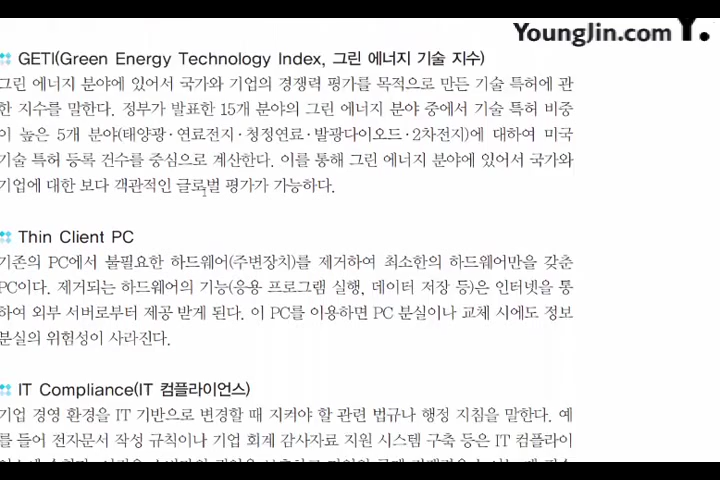 YoungJin.com Y.
GETI(Green Energy Technology Index, 그린 에너지 기술 지수)
그린 에너지 분야에 있어서 국가와 기업의 경쟁력 평가를 목적으로 만든 기술 특허에 관
한 지수를 말한다. 정부가 발표한 15개 분야의 그린 에너지 분야 중에서 기술 특허 비중
이 높은 5개 분야(태양광·연료전지·청정연료·발광다이오드·2차전지)에 대하여 미국
기술 특허 등록 건수를 중심으로 계산한다. 이를 통해 그린 에너지 분야에 있어서 국가와
기업에 대한 보다 객관적인 글로벌 평가가 가능하다.
Thin Client PC
기존의 PC에서 불필요한 하드웨어(주변장치)를 제거하여 최소한의 하드웨어만을 갖춘
PC이다. 제거되는 하드웨어의 기능(응용 프로그램 실행, 데이터 저장 등)은 인터넷을 통
하여 외부 서버로부터 제공 받게 된다. 이 PC를 이용하면 PC 분실이나 교체 시에도 정보
분실의 위험성이 사라진다.
IT Compliance(IT 컴플라이언스)
기업 경영 환경을 IT 기반으로 변경할 때 지켜야 할 관련 법규나 행정 지침을 말한다. 예
를 들어 전자문서 작성 규칙이나 기업 회계 감사자료 지원 시스템 구축 등은 IT 컴플라이